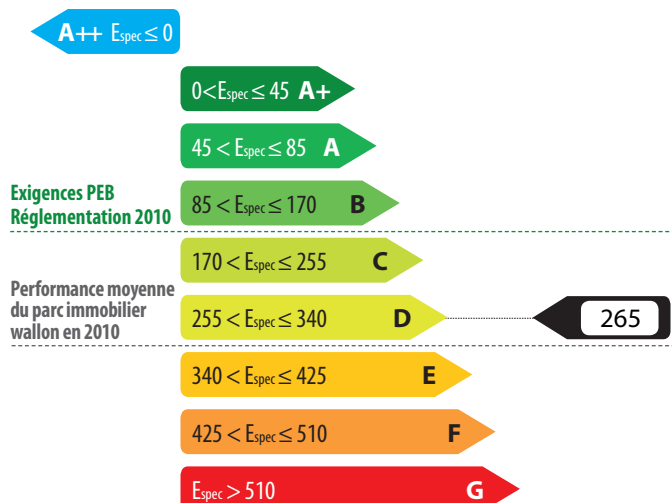 A++ Espec ≤ 0
0<Espec ≤ 45 A+
45 < Espec ≤ 85 A
Exigences PEB
Réglementation 2010
85 < Espec ≤ 170 B
170 < Espec ≤ 255 C
Performance moyenne
du parc immobilier
wallon en 2010
255 < Espec ≤ 340 D
265
340 < Espec ≤ 425 E
425 < Espec ≤ 510 F
Espec > 510 G